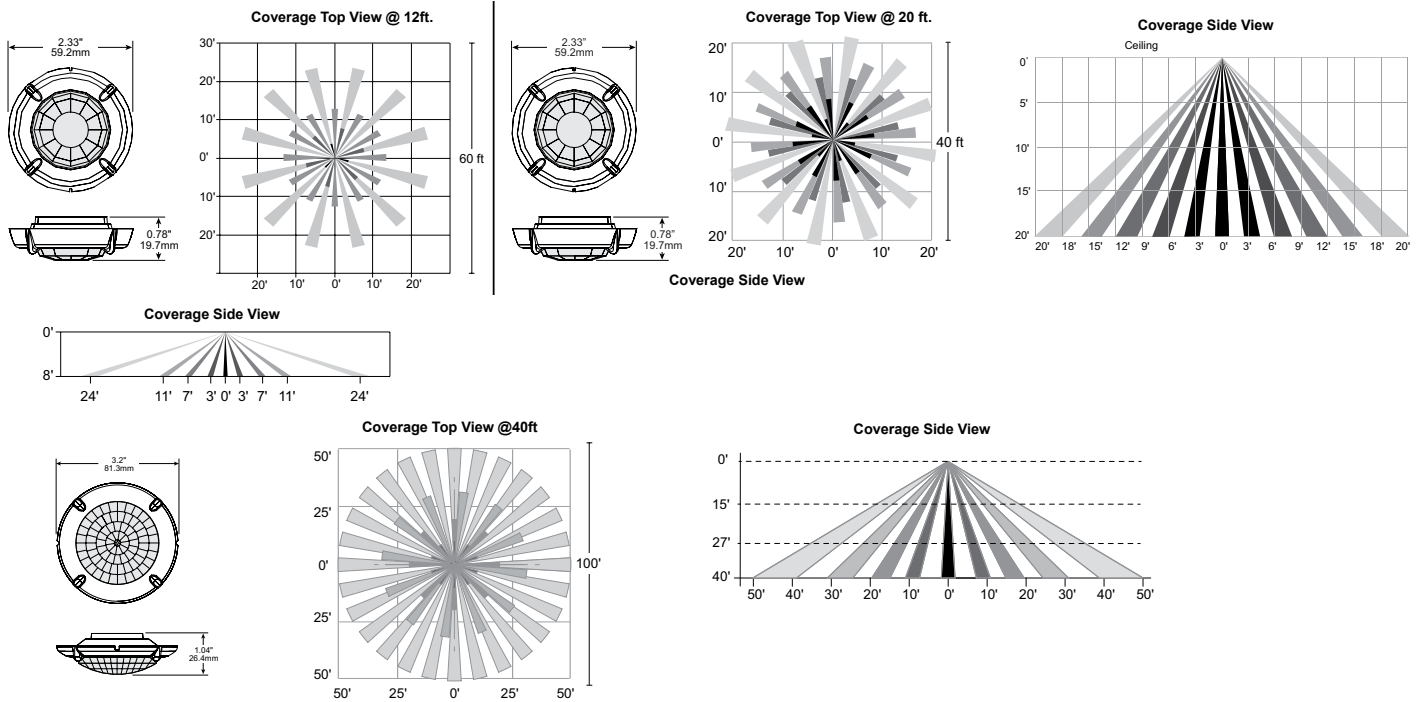 Coverage Top View @ 12ft.
2.33"
59.2mm
30'
20'
10'
0'
10'
20'
60 ft
20' 10' 0' 10' 20'
0.78"
19.7mm
2.33"
59.2mm
0.78"
19.7mm
Coverage Top View @ 20 ft.
20'
10'
0'
10'
20'
40 ft
20' 10' 0' 10' 20'
Coverage Side View
Coverage Side View
Ceiling
0'
5'
10'
15'
20'
20' 18' 15' 12' 9' 6' 3' 0' 3' 6' 9' 12' 15' 18' 20'
Coverage Side View
0'
8'
24' 11' 7' 3' 0' 3' 7' 11' 24'
3.2"
81.3mm
1.04"
26.4mm
Coverage Top View @40ft
50'
25'
0'
25'
50'
100'
50' 25' 0' 25' 50'
Coverage Side View
0'
15'
27'
40'
50' 40' 30' 20' 10' 0' 10' 20' 30' 40' 50'